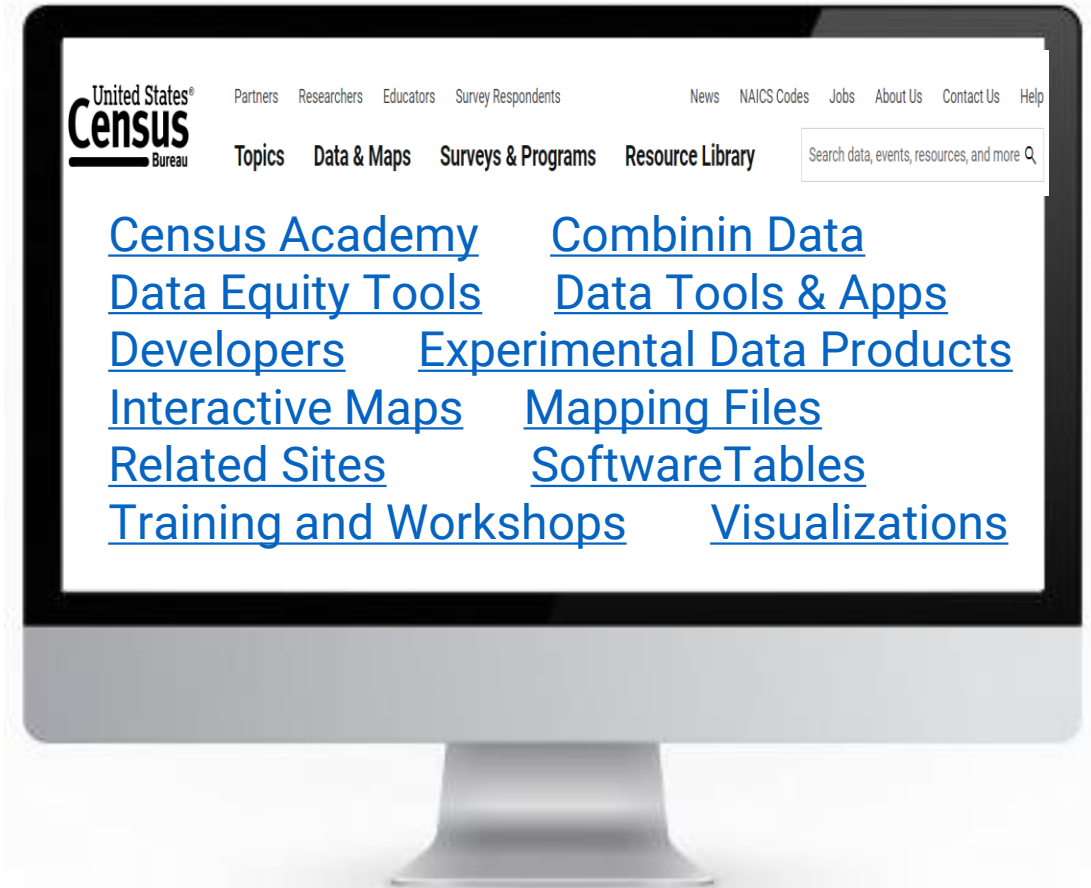 United States®
Census
Bureau
Partners Researchers Educators Survey Respondents News NAICS Codes Jobs About Us Contact Us Help
Topics Data & Maps Surveys & Programs Resource Library Search data, events, resources, and more
Census Academy Combinin Data
Data Equity Tools Data Tools & Apps
Developers Experimental Data Products
Interactive Maps Mapping Files
Related Sites SoftwareTables
Training and Workshops Visualizations